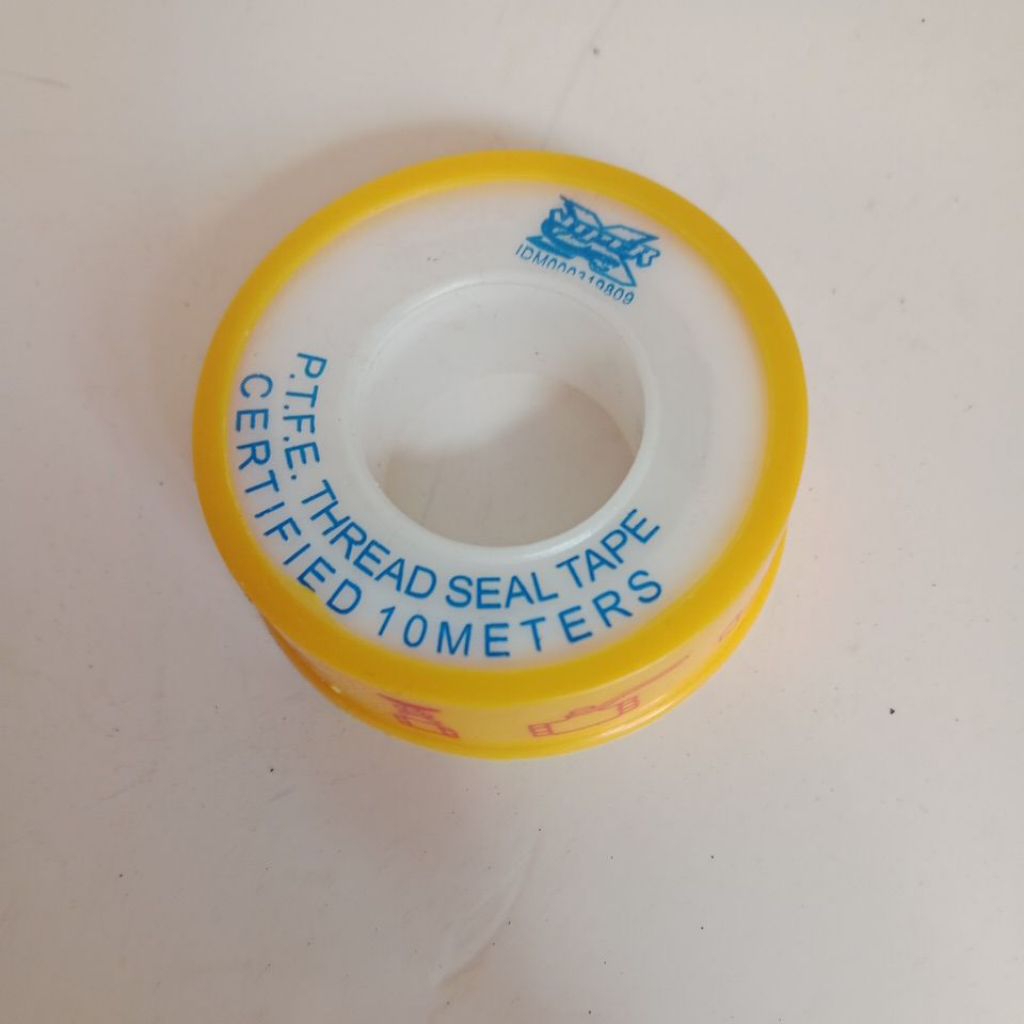 IDM000319809
P.T.F.E. THREAD SEAL TAPE
CERTIFIED 10METERS